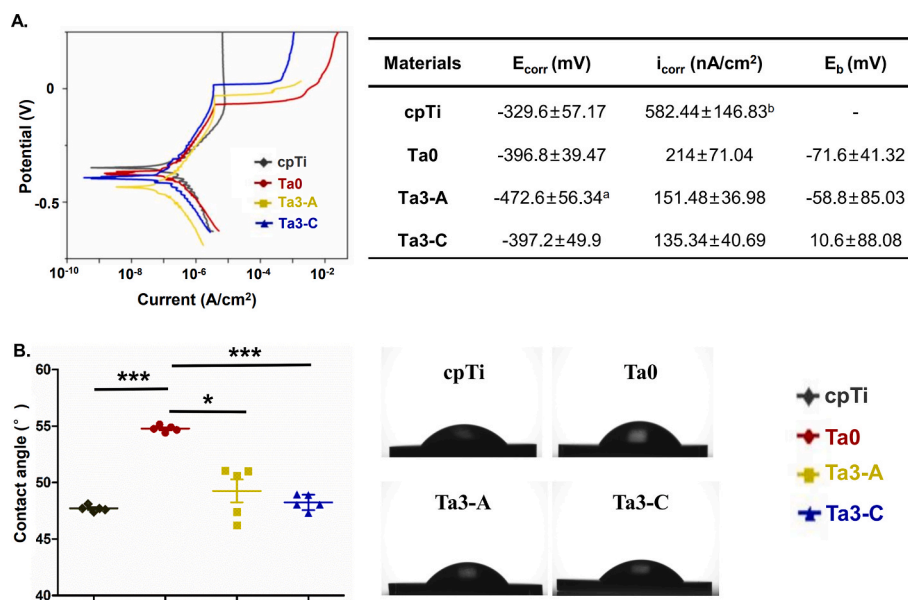 A.
Potential (V)
0
-0.5
cpTi
Ta0
Ta3-A
Ta3-C
10⁻¹⁰ 10⁻⁸ 10⁻⁶ 10⁻⁴ 10⁻²
Current (A/cm²)
Materials E_corr (mV) i_corr (nA/cm²) E_b (mV)
cpTi -329.6±57.17 582.44±146.83ᵇ -
Ta0 -396.8±39.47 214±71.04 -71.6±41.32
Ta3-A -472.6±56.34ᵃ 151.48±36.98 -58.8±85.03
Ta3-C -397.2±49.9 135.34±40.69 10.6±88.08
B.
Contact angle (°)
60
55
50
45
40
***
***
*
cpTi Ta0
Ta3-A Ta3-C
cpTi
Ta0
Ta3-A
Ta3-C